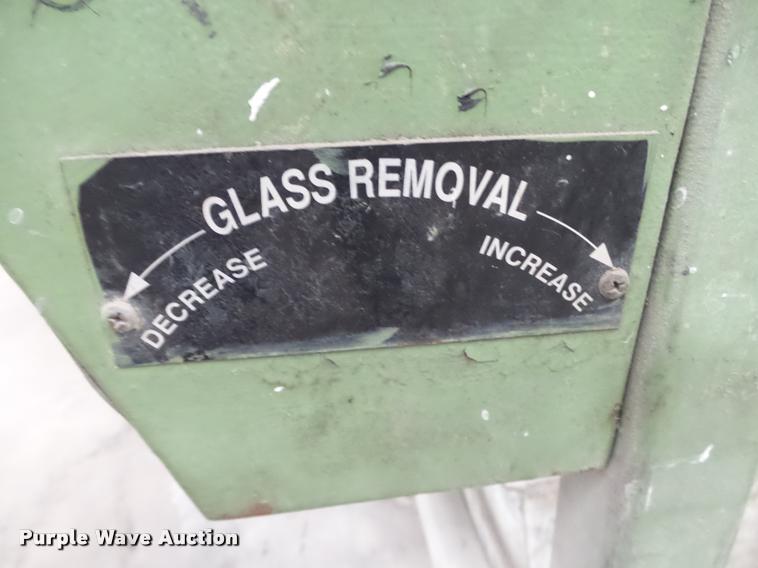 GLASS REMOVAL
DECREASE
INCREASE
Purple Wave Auction